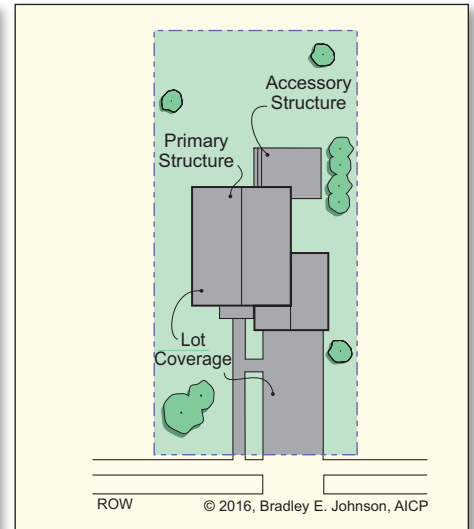 Accessory
Structure
Primary
Structure
Lot
Coverage
ROW
© 2016, Bradley E. Johnson, AICP